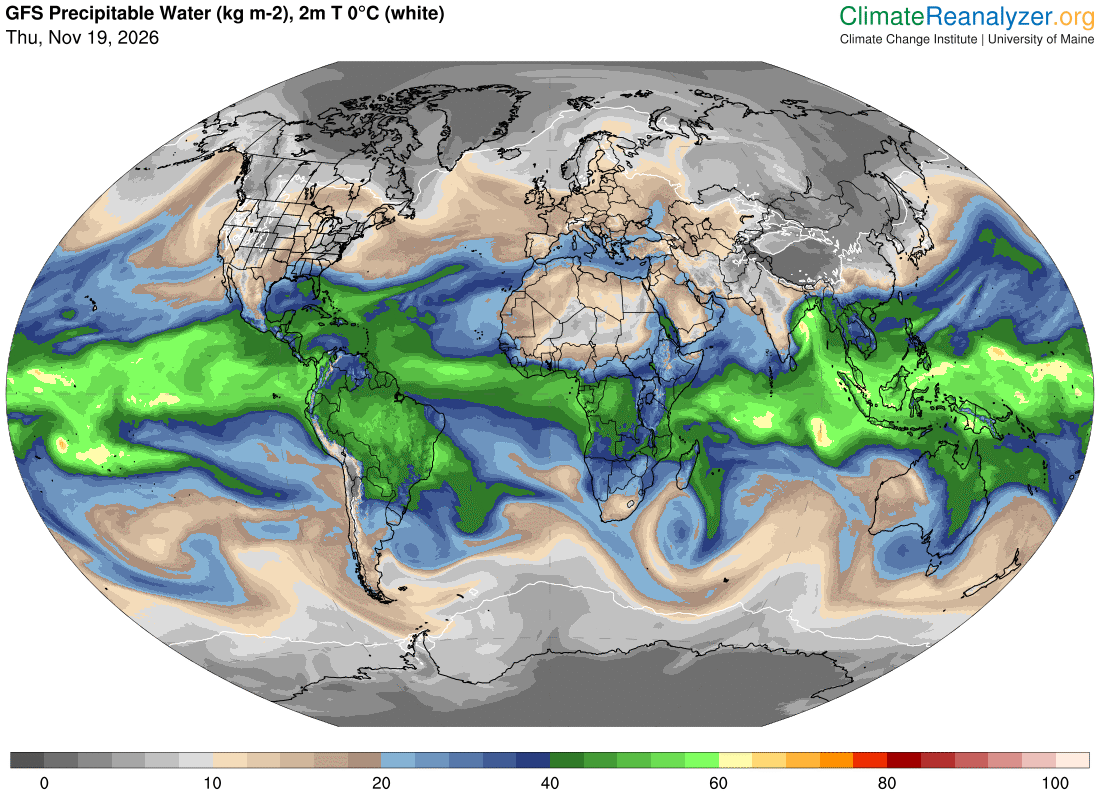 GFS Precipitable Water (kg m-2), 2m T 0°C (white)
Thu, Nov 19, 2026
ClimateReanalyzer.org
Climate Change Institute | University of Maine
0 10 20 40 60 80 100